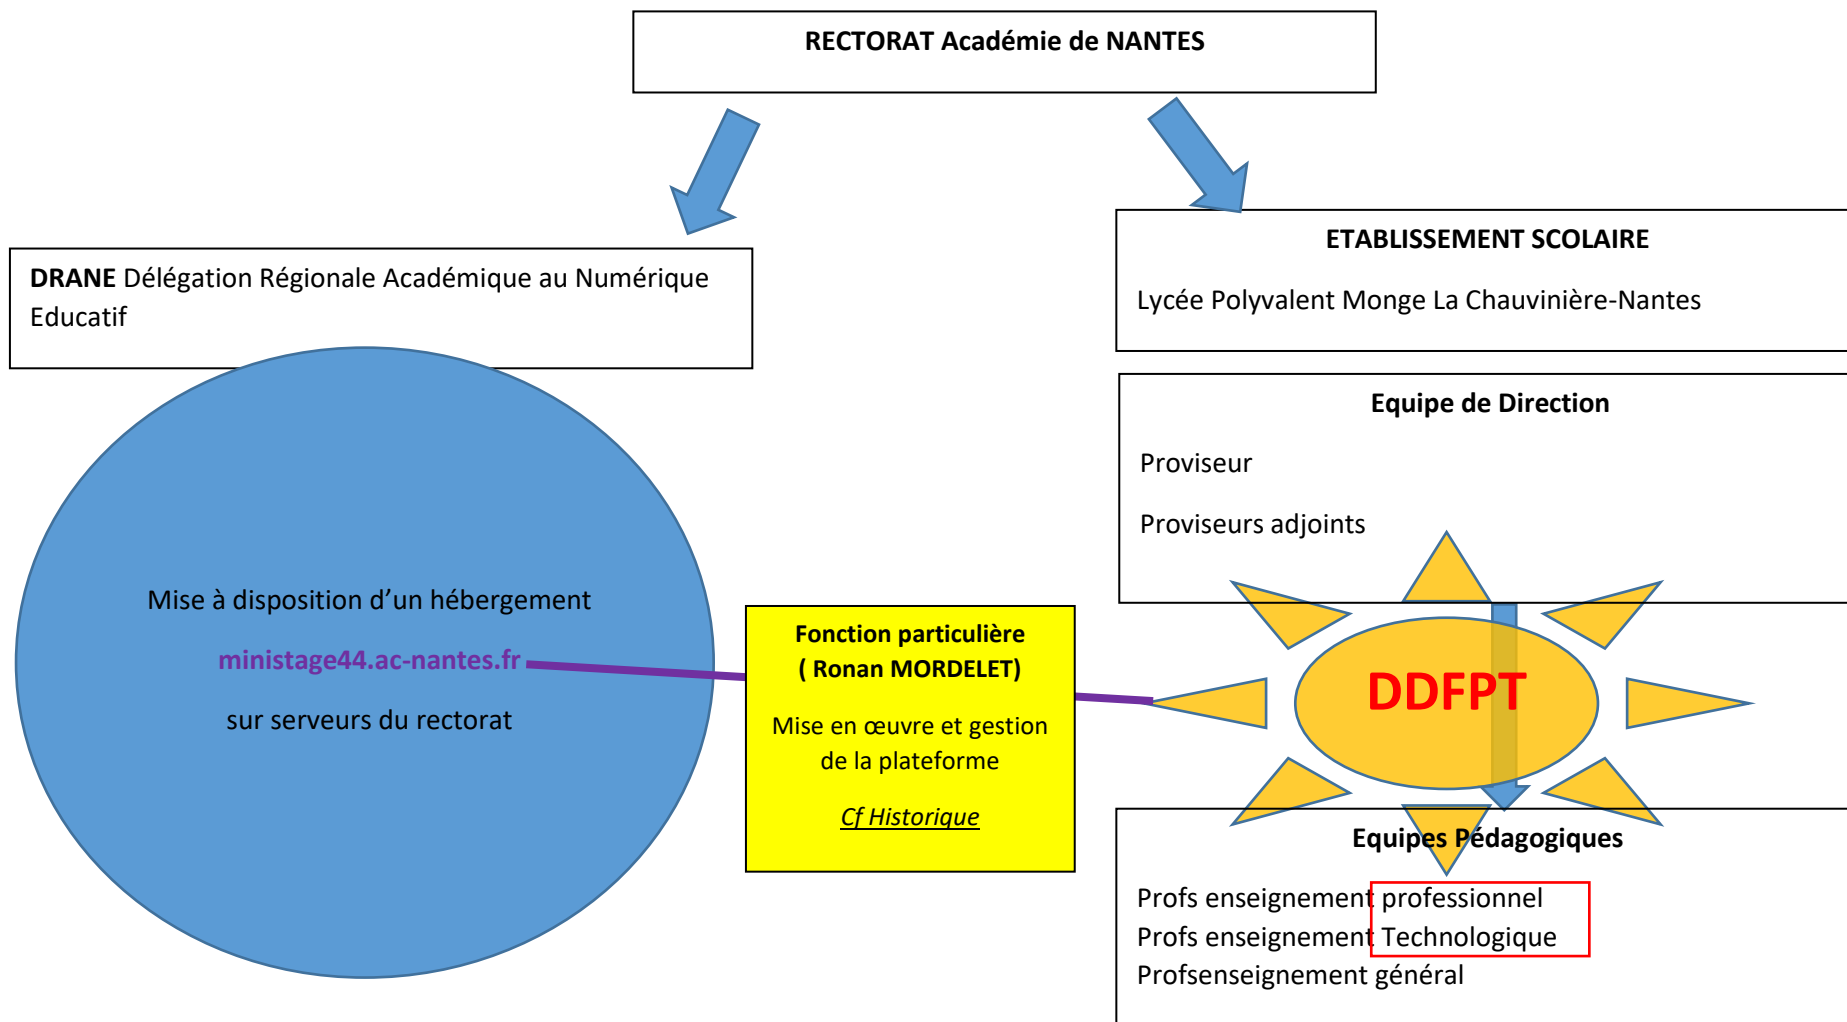 RECTORAT Académie de NANTES
DRANE Délégation Régionale Académique au Numérique
Educatif
ETABLISSEMENT SCOLAIRE
Lycée Polyvalent Monge La Chauvinière-Nantes
Equipe de Direction
Proviseur
Proviseurs adjoints
Mise à disposition d’un hébergement
ministage44.ac-nantes.fr
sur serveurs du rectorat
Fonction particulière
( Ronan MORDELET)
Mise en œuvre et gestion
de la plateforme
Cf Historique
DDFPT
Equipes Pédagogiques
Profs enseignement professionnel
Profs enseignement Technologique
Profsenseignement général